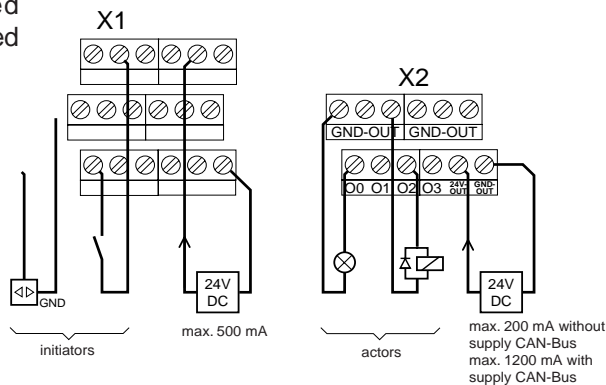 ed
ed
X1
X2
GND-OUT GND-OUT
O0 O1 O2 O3 24V-OUT GND-OUT
GND
24V
DC
24V
DC
initiators
max. 500 mA
actors
max. 200 mA without
supply CAN-Bus
max. 1200 mA with
supply CAN-Bus